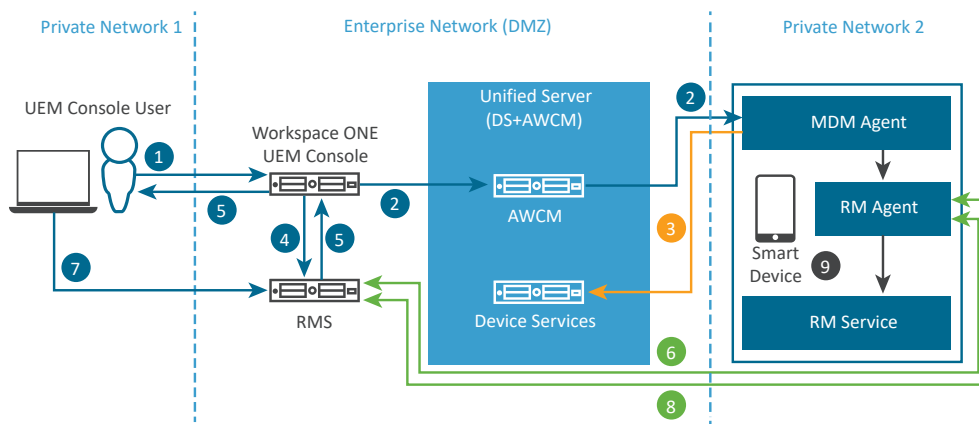 Private Network 1
Enterprise Network (DMZ)
Private Network 2
UEM Console User
Workspace ONE
UEM Console
Unified Server
(DS+AWCM)
2
MDM Agent
1
5
2
AWCM
RM Agent
4
5
3
Smart
Device
9
7
RMS
Device Services
RM Service
6
8